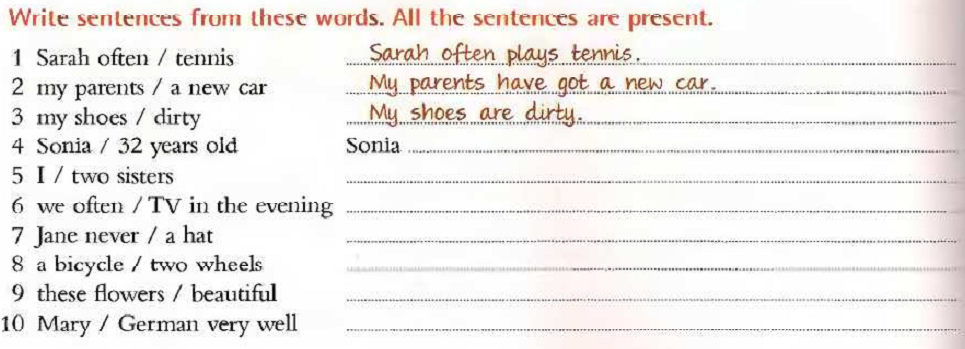 Write sentences from these words. All the sentences are present.
1 Sarah often / tennis Sarah often plays tennis.
2 my parents / a new car My parents have got a new car.
3 my shoes / dirty My shoes are dirty.
4 Sonia / 32 years old Sonia
5 I / two sisters
6 we often / TV in the evening
7 Jane never / a hat
8 a bicycle / two wheels
9 these flowers / beautiful
10 Mary / German very well